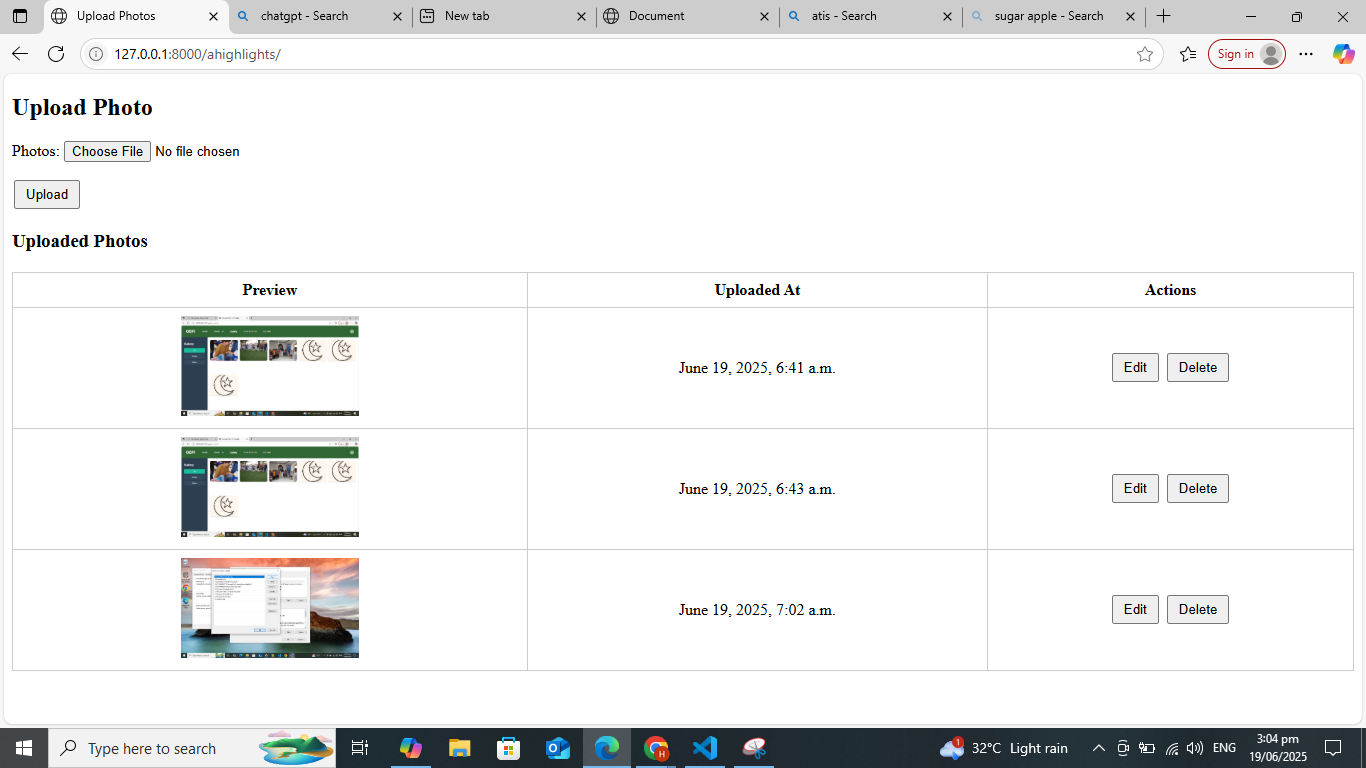 Upload Photos
chatgpt - Search
New tab
Document
atis - Search
sugar apple - Search
127.0.0.1:8000/ahighlights/
Sign in
Upload Photo
Photos: Choose File No file chosen
Upload
Uploaded Photos
Preview Uploaded At Actions
June 19, 2025, 6:41 a.m. Edit Delete
June 19, 2025, 6:43 a.m. Edit Delete
June 19, 2025, 7:02 a.m. Edit Delete
Type here to search
1
32°C Light rain
ENG
3:04 pm
19/06/2025